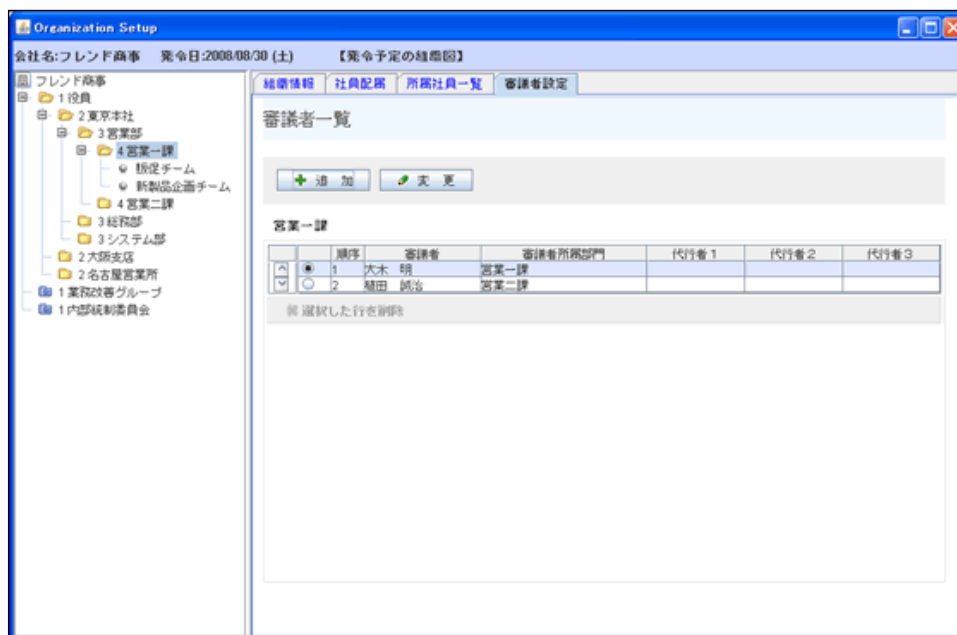 Organization Setup
会社名:フレンド商事 発令日:2008/08/30 (土) 【発令予定の組織図】
フレンド商事
1役員
2東京本社
3営業部
4営業一課
販促チーム
新製品企画チーム
4営業二課
3総務部
3システム部
2大阪支店
2名古屋営業所
1業務改善グループ
1内部統制委員会
組織情報 社員配属 所属社員一覧 審議者設定
審議者一覧
追 加 変 更
営業一課
順序 審議者 審議者所属部門 代行者1 代行者2 代行者3
1 大木 明 営業一課
2 植田 誠治 営業二課
選択した行を削除